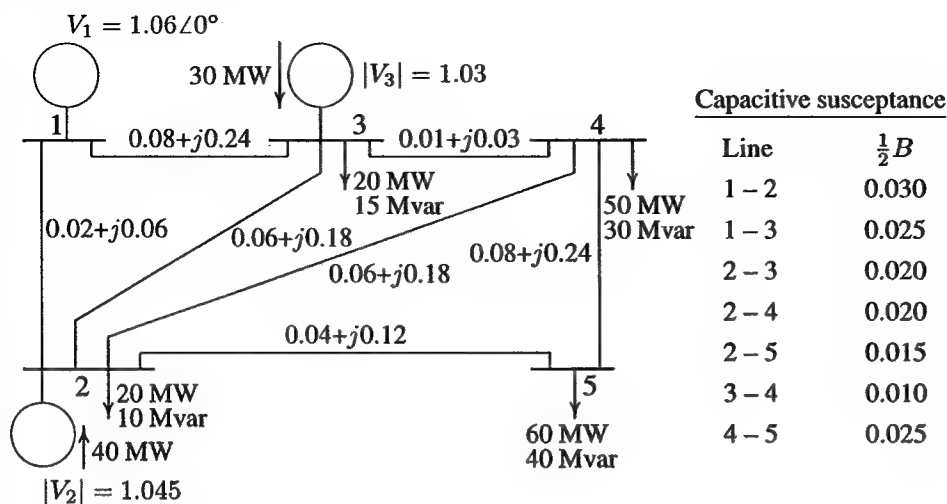 V₁ = 1.06∠0°
30 MW
|V₃| = 1.03
1
0.08+j0.24
3
0.01+j0.03
4
20 MW
15 Mvar
50 MW
30 Mvar
0.02+j0.06
0.06+j0.18
0.06+j0.18
0.08+j0.24
0.04+j0.12
2
20 MW
10 Mvar
5
60 MW
40 Mvar
40 MW
|V₂| = 1.045
Capacitive susceptance
Line ½B
1 – 2 0.030
1 – 3 0.025
2 – 3 0.020
2 – 4 0.020
2 – 5 0.015
3 – 4 0.010
4 – 5 0.025